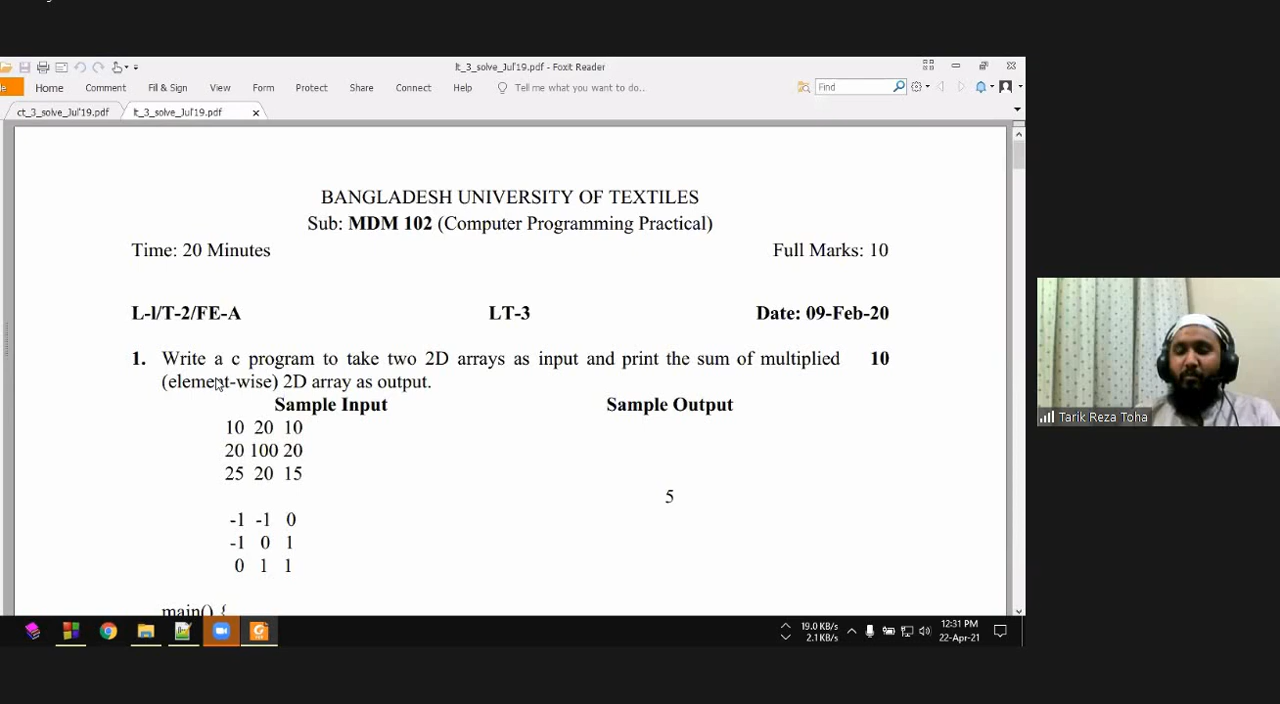 lt_3_solve_Jul'19.pdf - Foxit Reader
Home Comment Fill & Sign View Form Protect Share Connect Help Tell me what you want to do.. Find
ct_3_solve_Jul'19.pdf lt_3_solve_Jul'19.pdf
BANGLADESH UNIVERSITY OF TEXTILES
Sub: MDM 102 (Computer Programming Practical)
Time: 20 Minutes Full Marks: 10
L-l/T-2/FE-A LT-3 Date: 09-Feb-20
1. Write a c program to take two 2D arrays as input and print the sum of multiplied 10
(element-wise) 2D array as output.
Sample Input Sample Output
10 20 10
20 100 20
25 20 15
5
-1 -1 0
-1 0 1
0 1 1
main() {
Tarik Reza Toha
19.0 KB/s
2.1 KB/s
12:31 PM
22-Apr-21